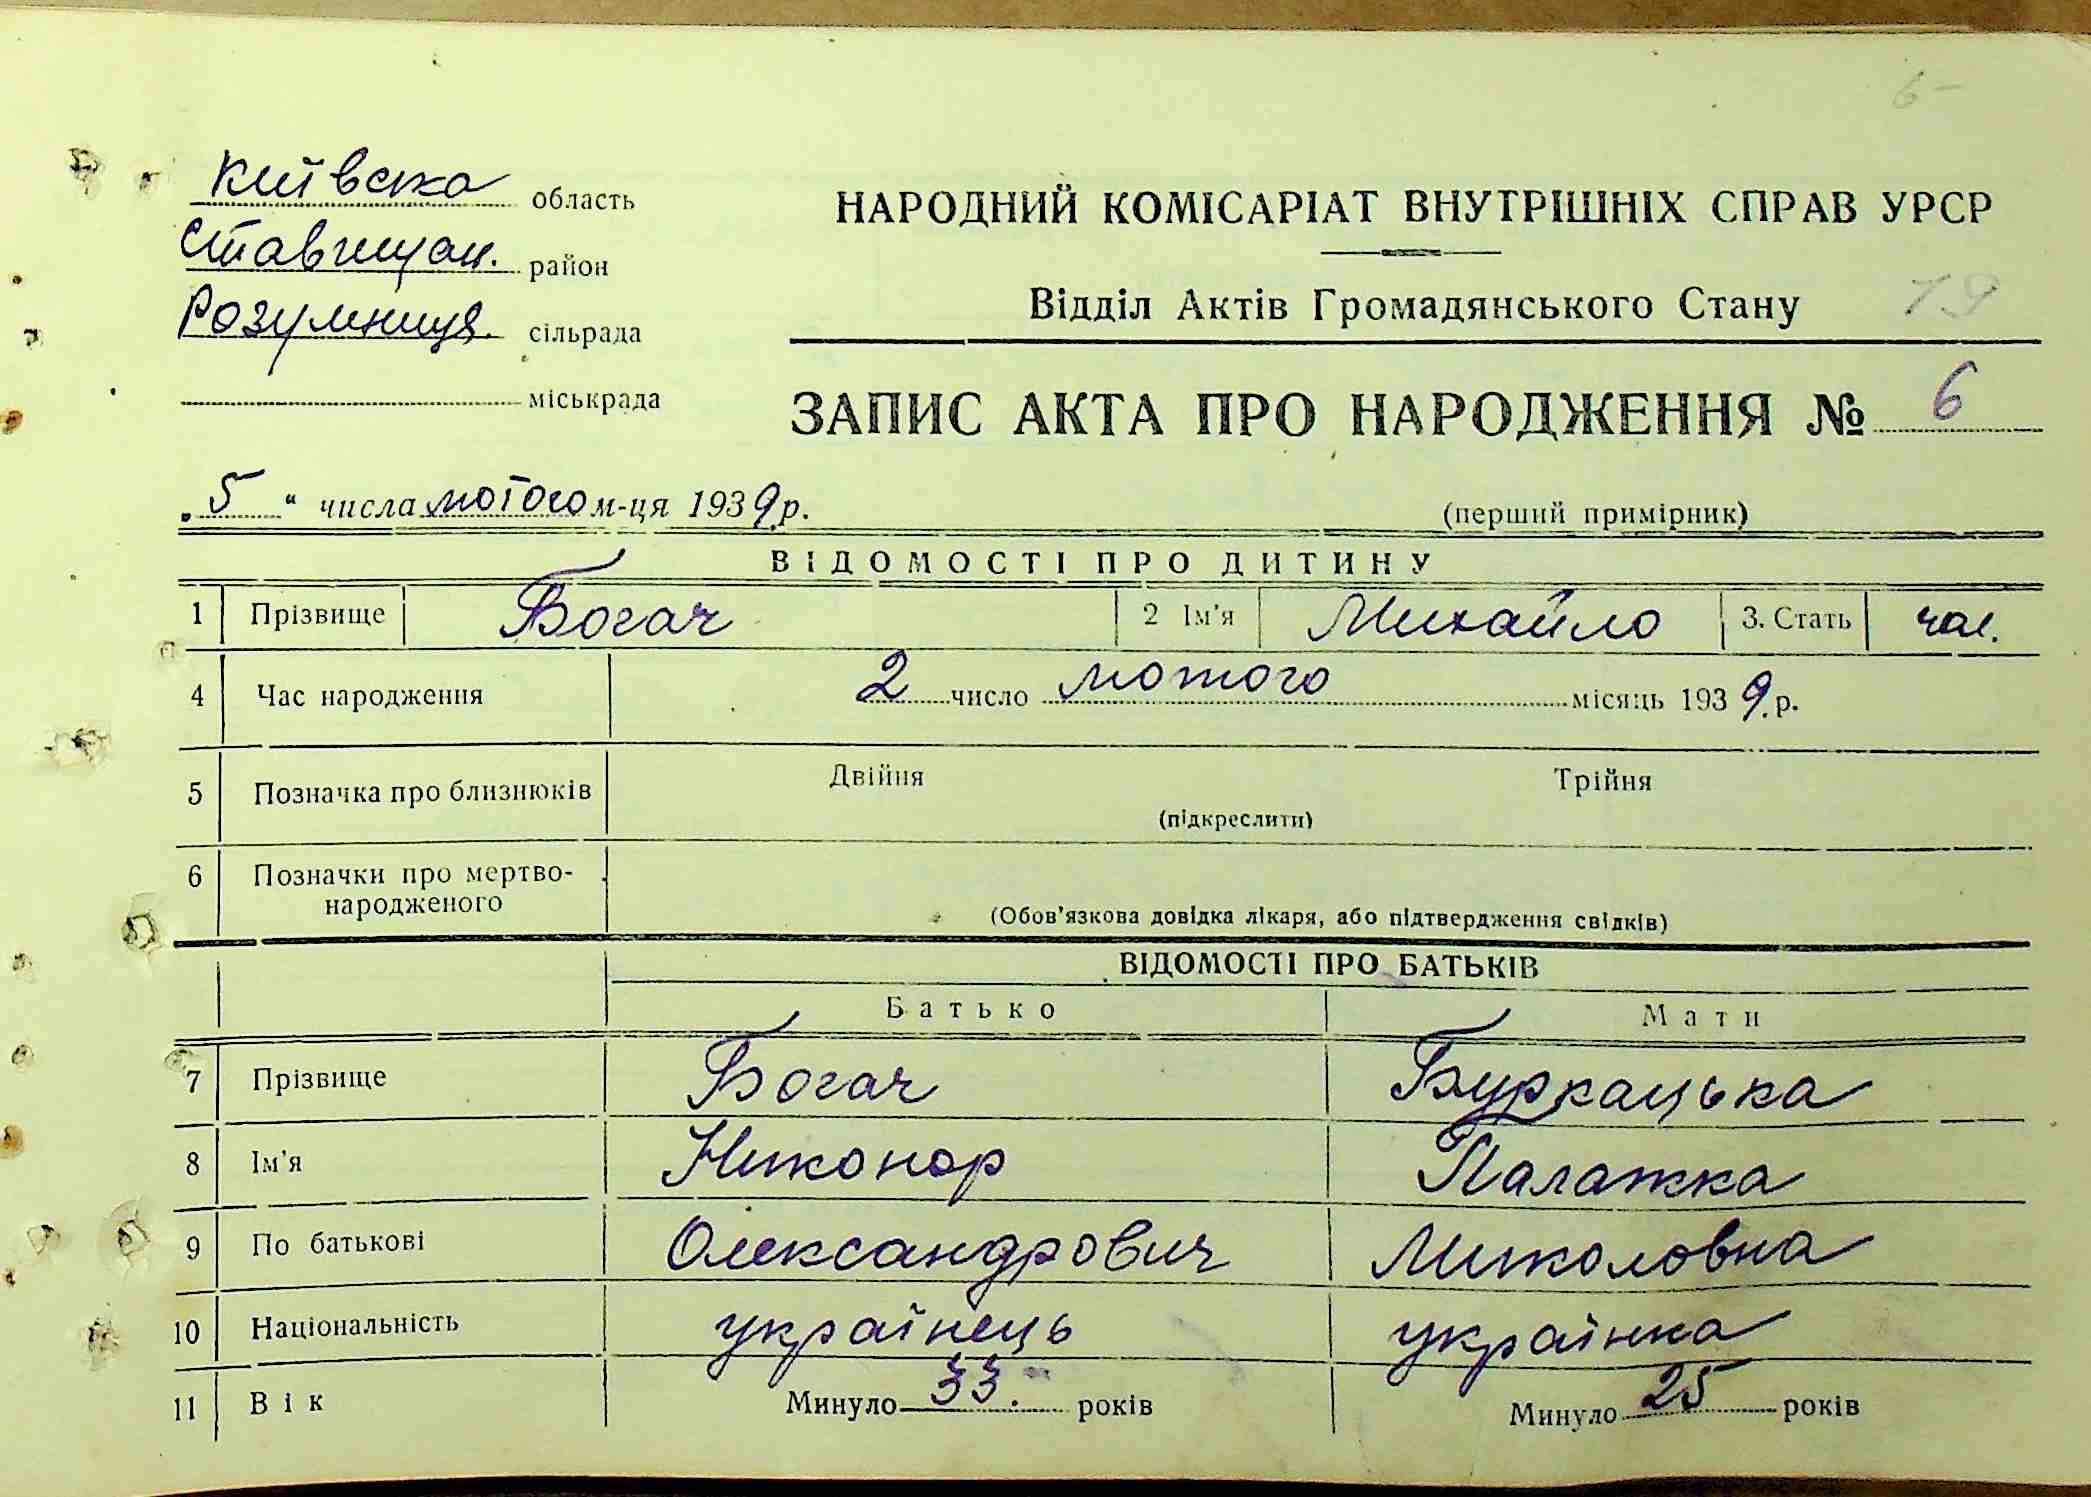 6-
Київська область
Ставищан. район
Розумниця. сільрада
міськрада
НАРОДНИЙ КОМІСАРІАТ ВНУТРІШНІХ СПРАВ УРСР
Відділ Актів Громадянського Стану 19
ЗАПИС АКТА ПРО НАРОДЖЕННЯ № 6
„5“ числа лютого м-ця 1939 р.
(перший примірник)
ВІДОМОСТІ ПРО ДИТИНУ
1 Прізвище Богач 2 Ім'я Михайло 3. Стать чол.
4 Час народження 2 число лютого місяць 1939 р.
5 Позначка про близнюків Двійня Трійня
(підкреслити)
6 Позначки про мертво-
народженого
(Обов'язкова довідка лікаря, або підтвердження свідків)
ВІДОМОСТІ ПРО БАТЬКІВ
Батько Мати
7 Прізвище Богач Буркацька
8 Ім'я Никонор Палажка
9 По батькові Олександрович Миколовна
10 Національність українець українка
11 Вік Минуло 33. років Минуло 25 років